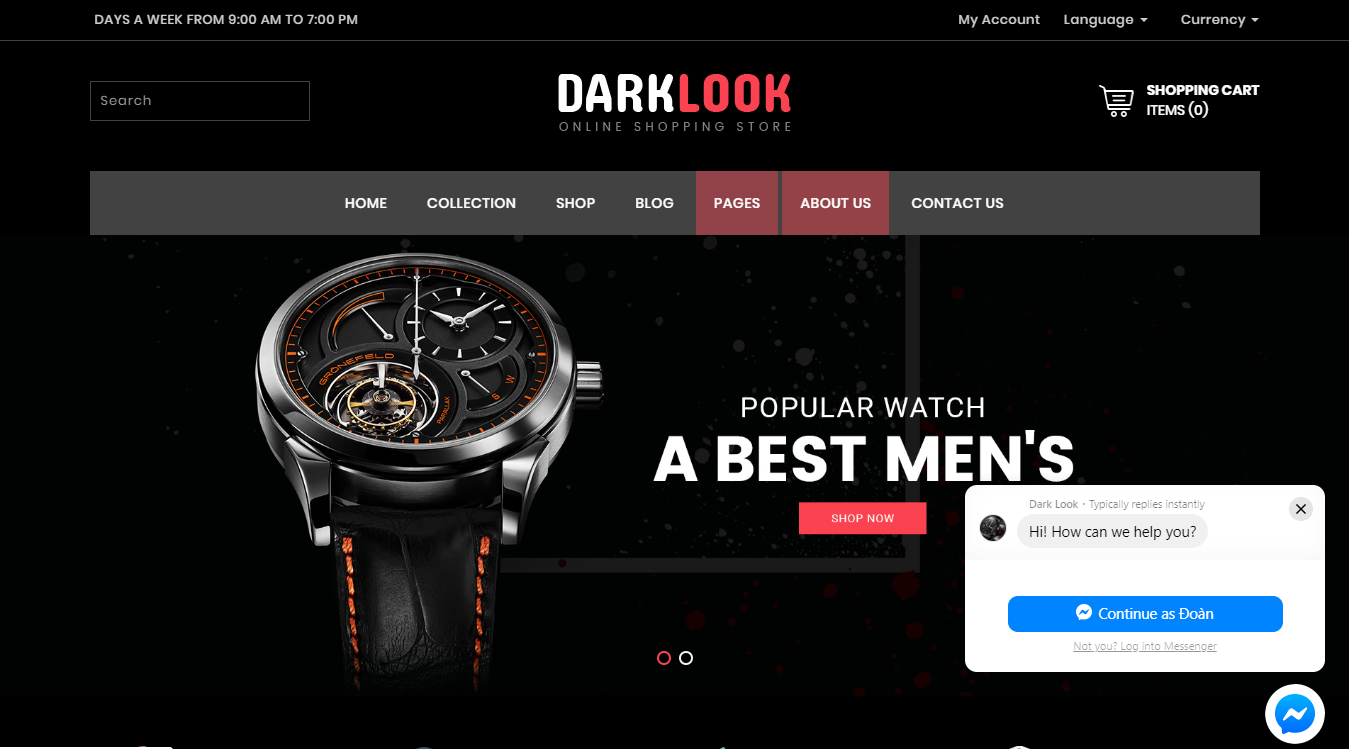 DAYS A WEEK FROM 9:00 AM TO 7:00 PM
My Account Language Currency
Search
DARKLOOK
ONLINE SHOPPING STORE
SHOPPING CART
ITEMS (0)
HOME COLLECTION SHOP BLOG PAGES ABOUT US CONTACT US
GRÖNEFELD
PARALLAX
W
S
POPULAR WATCH
A BEST MEN'S
SHOP NOW
Dark Look • Typically replies instantly
Hi! How can we help you?
Continue as Đoàn
Not you? Log into Messenger